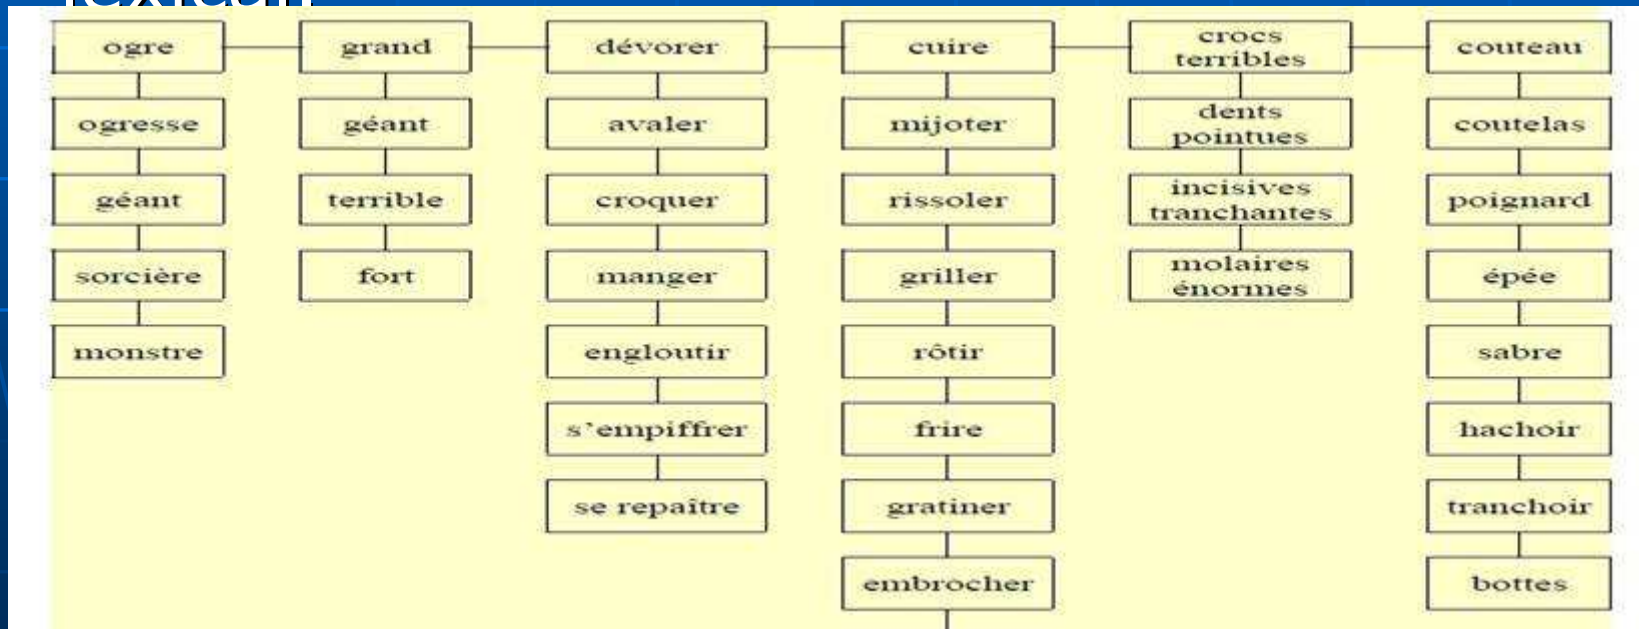 ogre grand dévorer cuire crocs terribles couteau
ogresse géant avaler mijoter dents pointues coutelas
géant terrible croquer rissoler incisives tranchantes poignard
sorcière fort manger griller molaires énormes épée
monstre engloutir rôtir sabre
s'empiffrer frire hachoir
se repaître gratiner tranchoir
embrocher bottes